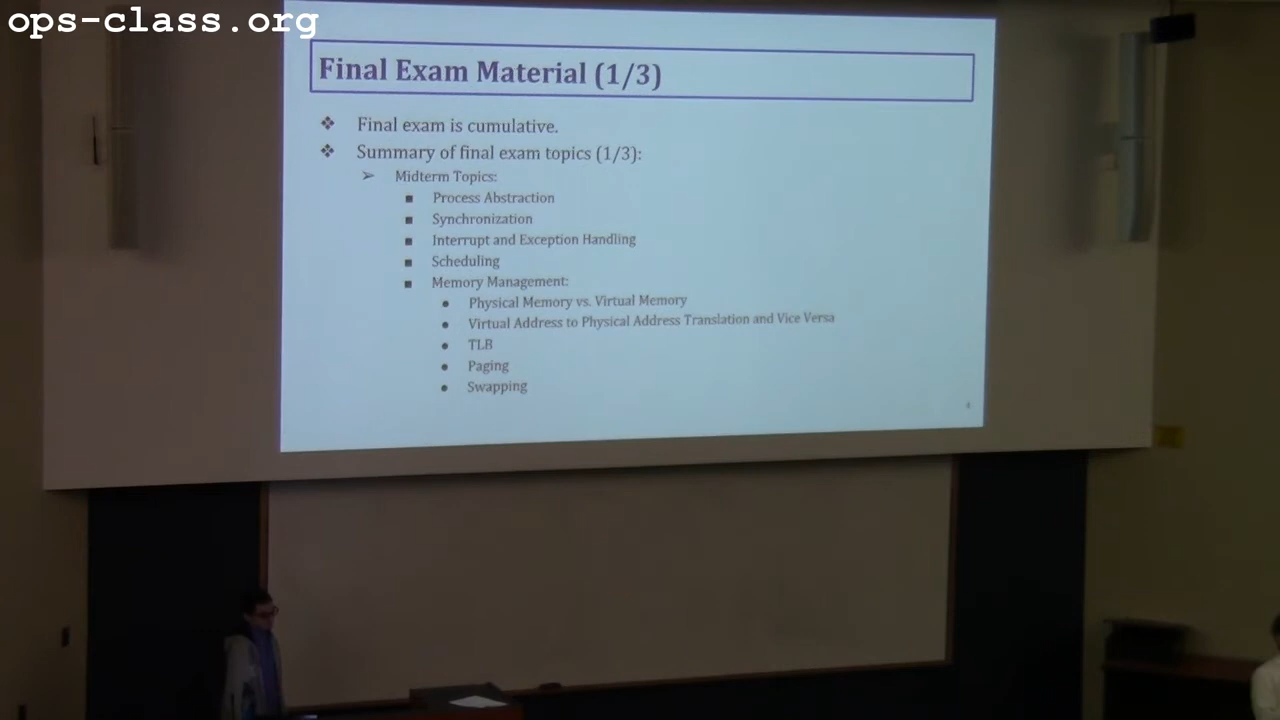 ops-class.org
Final Exam Material (1/3)
❖ Final exam is cumulative.
❖ Summary of final exam topics (1/3):
➢ Midterm Topics:
■ Process Abstraction
■ Synchronization
■ Interrupt and Exception Handling
■ Scheduling
■ Memory Management:
● Physical Memory vs. Virtual Memory
● Virtual Address to Physical Address Translation and Vice Versa
● TLB
● Paging
● Swapping
4